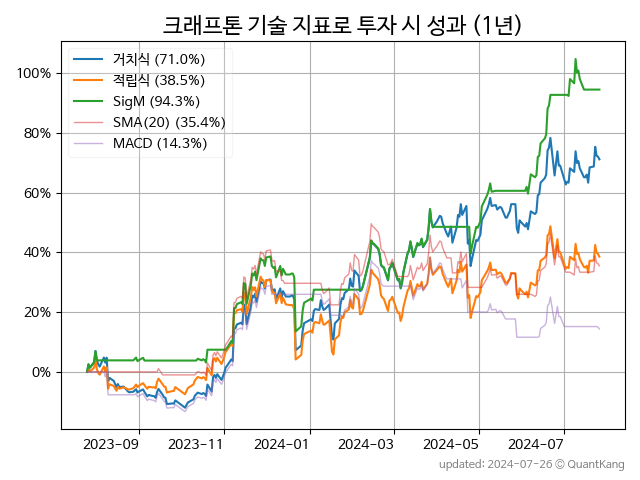 크래프톤 기술 지표로 투자 시 성과 (1년)
거치식 (71.0%)
적립식 (38.5%)
SigM (94.3%)
SMA(20) (35.4%)
MACD (14.3%)
100%
80%
60%
40%
20%
0%
2023-09 2023-11 2024-01 2024-03 2024-05 2024-07
updated: 2024-07-26 © QuantKang